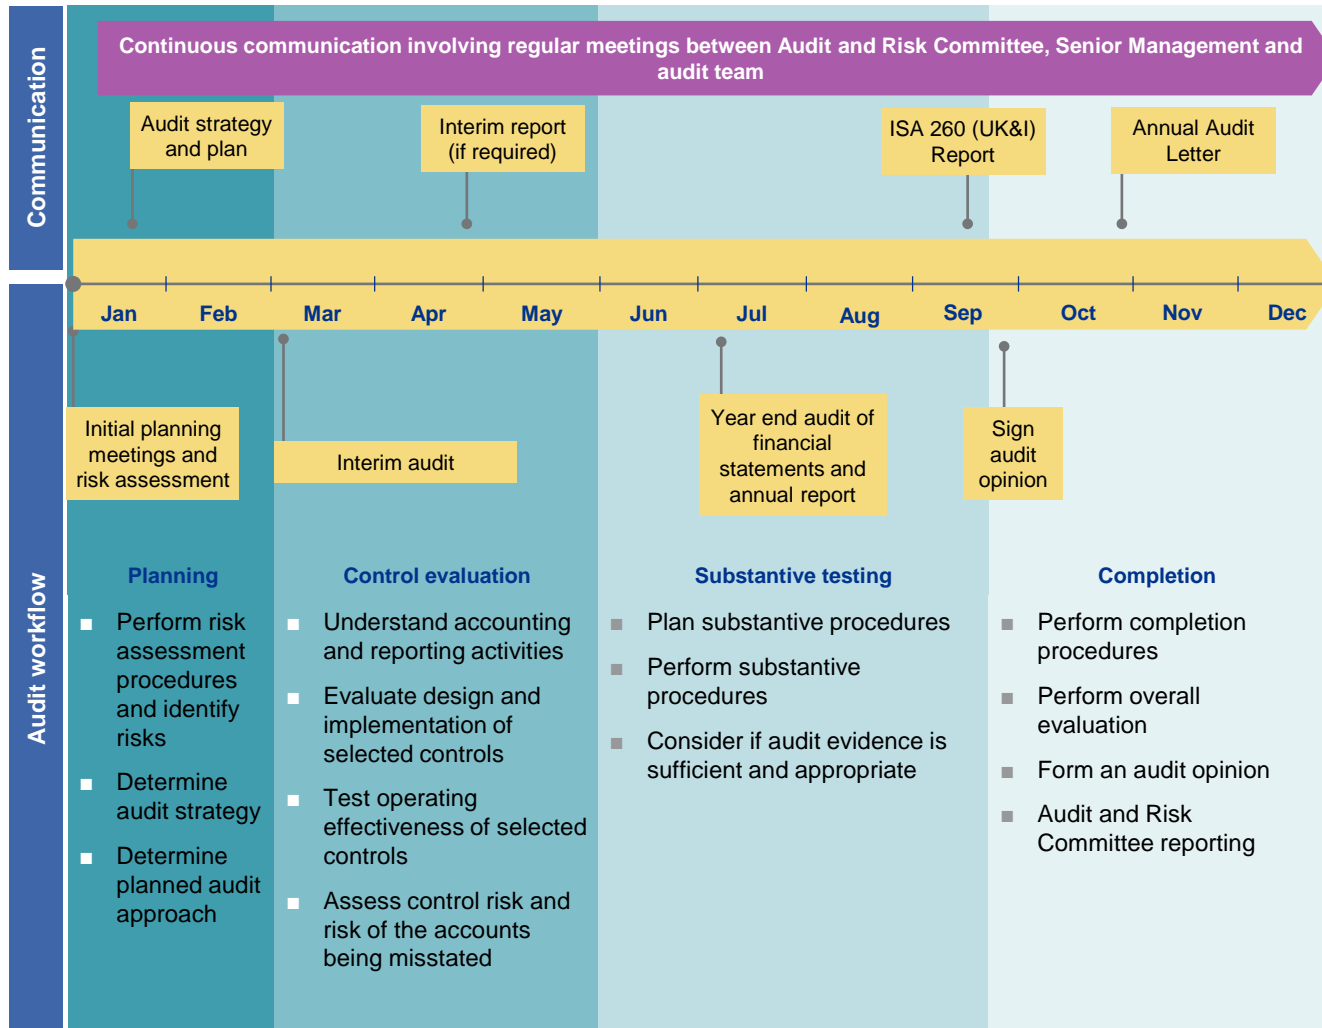 Communication
Continuous communication involving regular meetings between Audit and Risk Committee, Senior Management and
audit team
Audit strategy
and plan
Interim report
(if required)
ISA 260 (UK&I)
Report
Annual Audit
Letter
Jan
Feb
Mar
Apr
May
Jun
Jul
Aug
Sep
Oct
Nov
Dec
Audit workflow
Initial planning
meetings and
risk assessment
Interim audit
Year end audit of
financial
statements and
annual report
Sign
audit
opinion
Planning
■ Perform risk
assessment
procedures
and identify
risks
■ Determine
audit strategy
■ Determine
planned audit
approach
Control evaluation
■ Understand accounting
and reporting activities
■ Evaluate design and
implementation of
selected controls
■ Test operating
effectiveness of selected
controls
■ Assess control risk and
risk of the accounts
being misstated
Substantive testing
■ Plan substantive procedures
■ Perform substantive
procedures
■ Consider if audit evidence is
sufficient and appropriate
Completion
■ Perform completion
procedures
■ Perform overall
evaluation
■ Form an audit opinion
■ Audit and Risk
Committee reporting